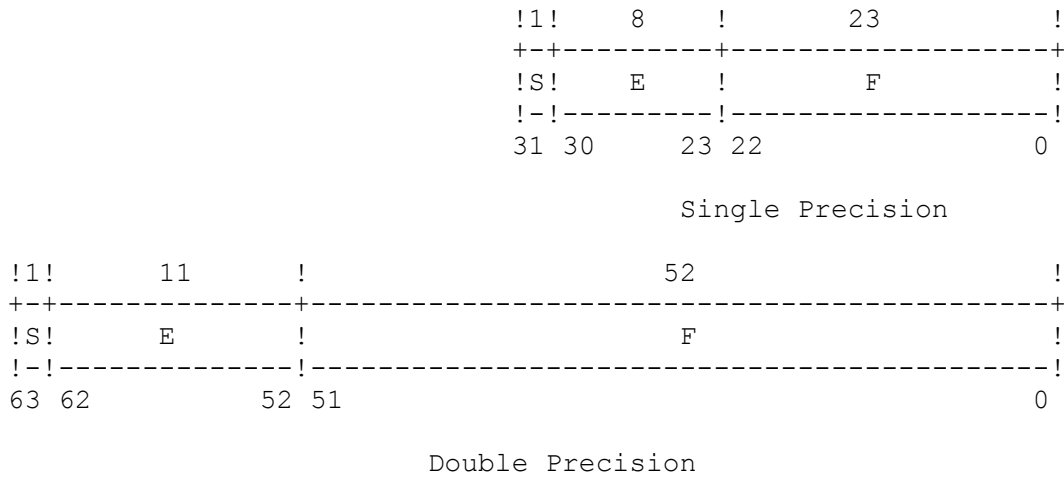 !1! 8 ! 23 !
+-+---------+-------------------+
!S! E ! F !
!-!---------!-------------------!
31 30 23 22 0
Single Precision
!1! 11 ! 52 !
+-+--------------+--------------------------------------------+
!S! E ! F !
!-!--------------!--------------------------------------------!
63 62 52 51 0
Double Precision